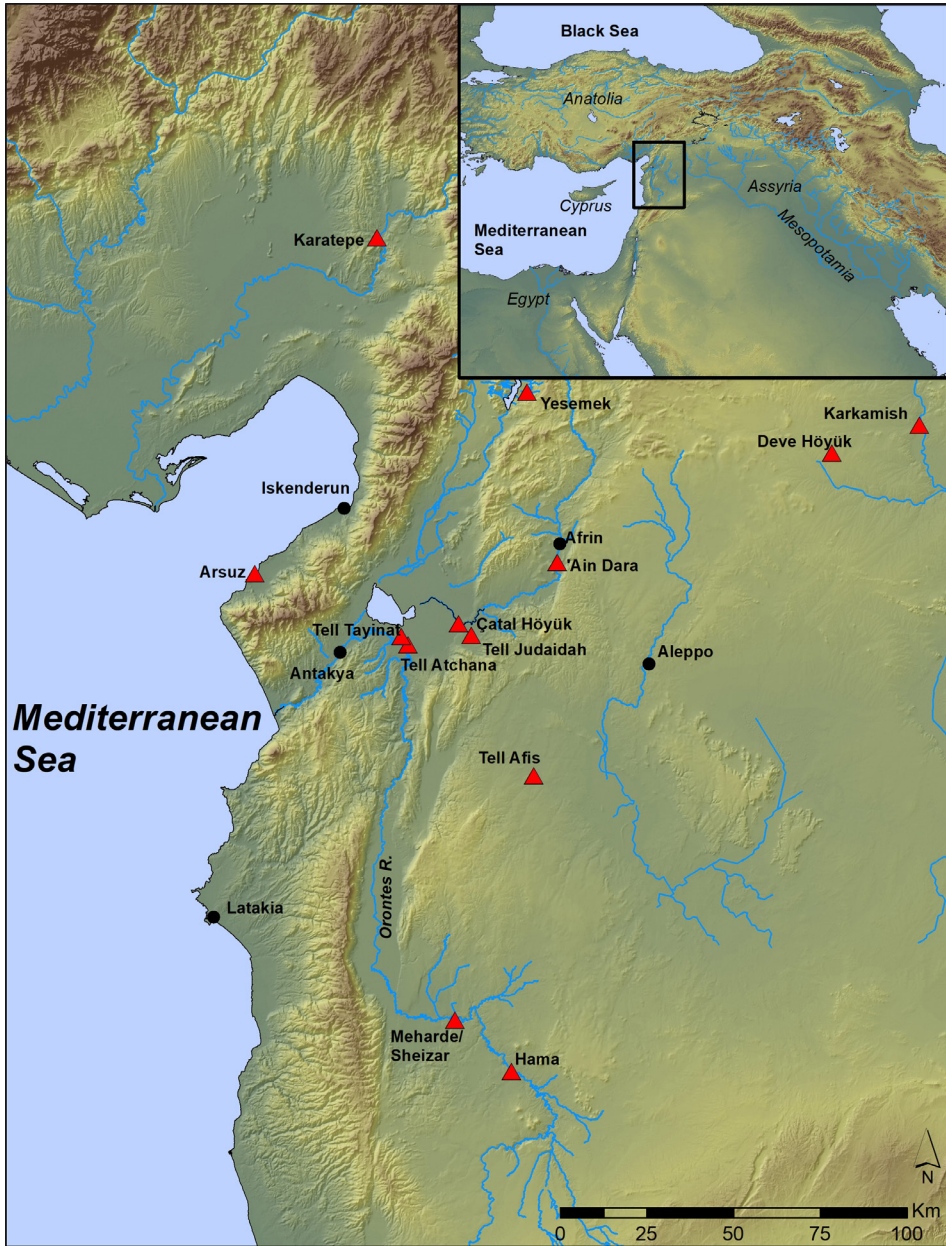 Black Sea
Anatolia
Assyria
Cyprus
Mesopotamia
Mediterranean
Sea
Egypt
Karatepe
Yesemek
Karkamish
Deve Höyük
Iskenderun
Afrin
'Ain Dara
Arsuz
Çatal Höyük
Tell Tayinat
Tell Judaidah
Tell Atchana
Antakya
Aleppo
Mediterranean
Sea
Tell Afis
Orontes R.
Latakia
Meharde/
Sheizar
Hama
N
Km
0 25 50 75 100